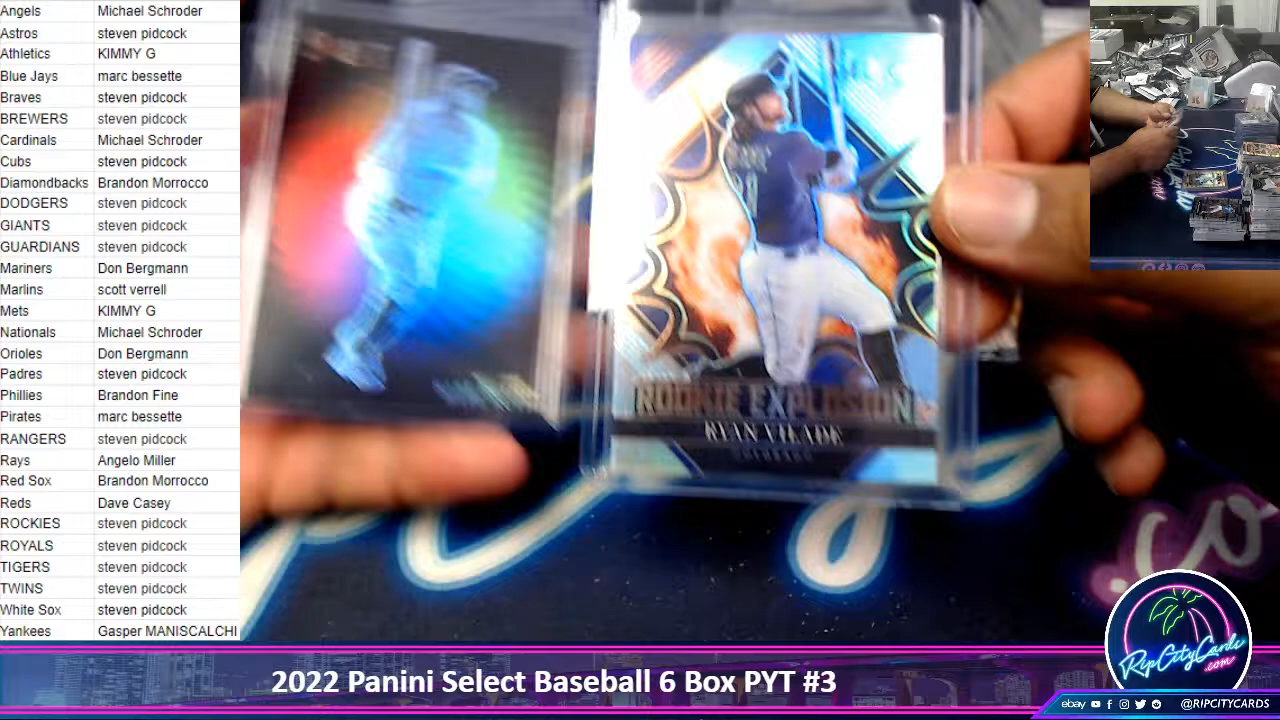 Angels Michael Schroder
Astros steven pidcock
Athletics KIMMY G
Blue Jays marc bessette
Braves steven pidcock
BREWERS steven pidcock
Cardinals Michael Schroder
Cubs steven pidcock
Diamondbacks Brandon Morrocco
DODGERS steven pidcock
GIANTS steven pidcock
GUARDIANS steven pidcock
Mariners Don Bergmann
Marlins scott verrell
Mets KIMMY G
Nationals Michael Schroder
Orioles Don Bergmann
Padres steven pidcock
Phillies Brandon Fine
Pirates marc bessette
RANGERS steven pidcock
Rays Angelo Miller
Red Sox Brandon Morrocco
Reds Dave Casey
ROCKIES steven pidcock
ROYALS steven pidcock
TIGERS steven pidcock
TWINS steven pidcock
White Sox steven pidcock
Yankees Gasper MANISCALCHI
ROOKIE EXPLOSION
RYAN VILADE
COLORADO
.co
2022 Panini Select Baseball 6 Box PYT #3
RipCityCards
.com
ebay @RIPCITYCARDS